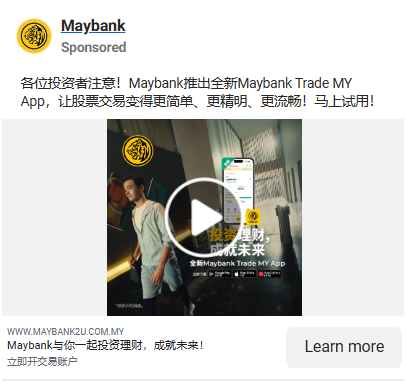 Maybank
Sponsored
各位投资者注意！Maybank推出全新Maybank Trade MY
App，让股票交易变得更简单、更精明、更流畅！马上试用！
投资理财，
成就未来
全新Maybank Trade MY App
WWW.MAYBANK2U.COM.MY
Maybank与你一起投资理财，成就未来！
立即开交易账户
Learn more